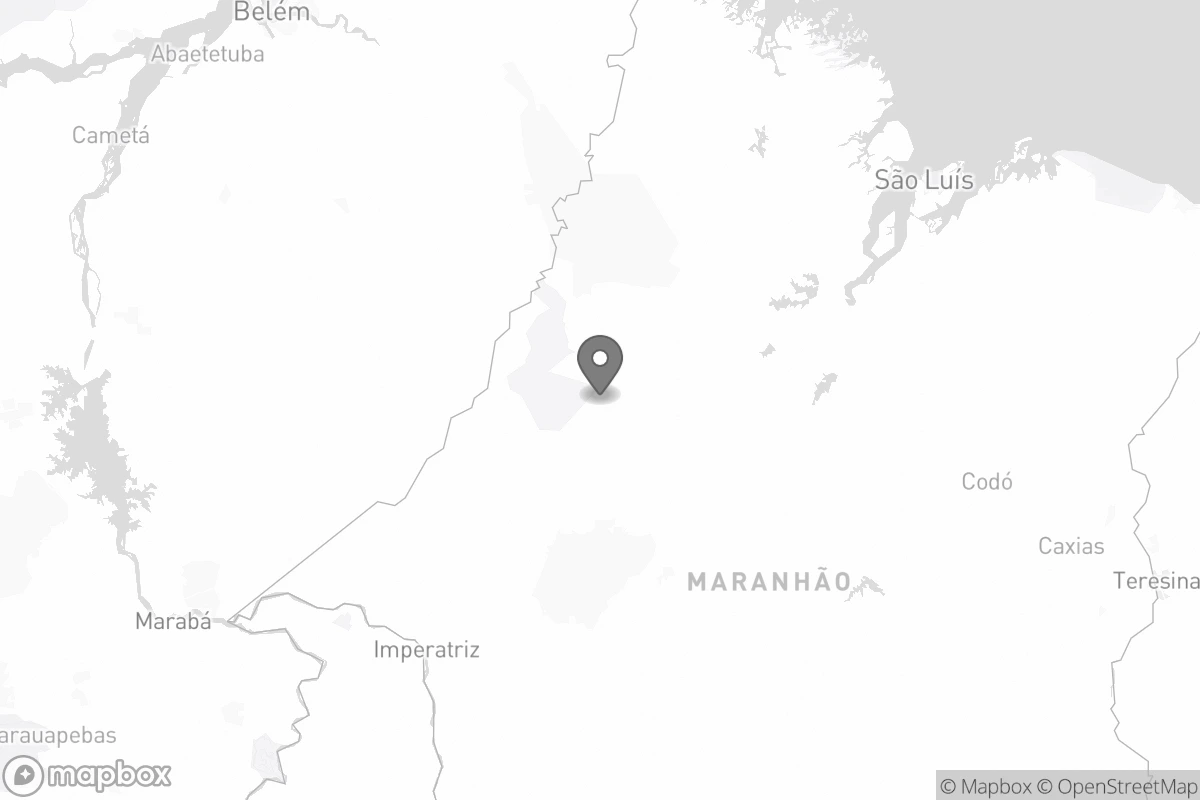 Belém
Abaetetuba
Cametá
São Luís
Codó
Caxias
MARANHÃO
Teresina
Marabá
Imperatriz
arauapebas
mapbox
© Mapbox © OpenStreetMap